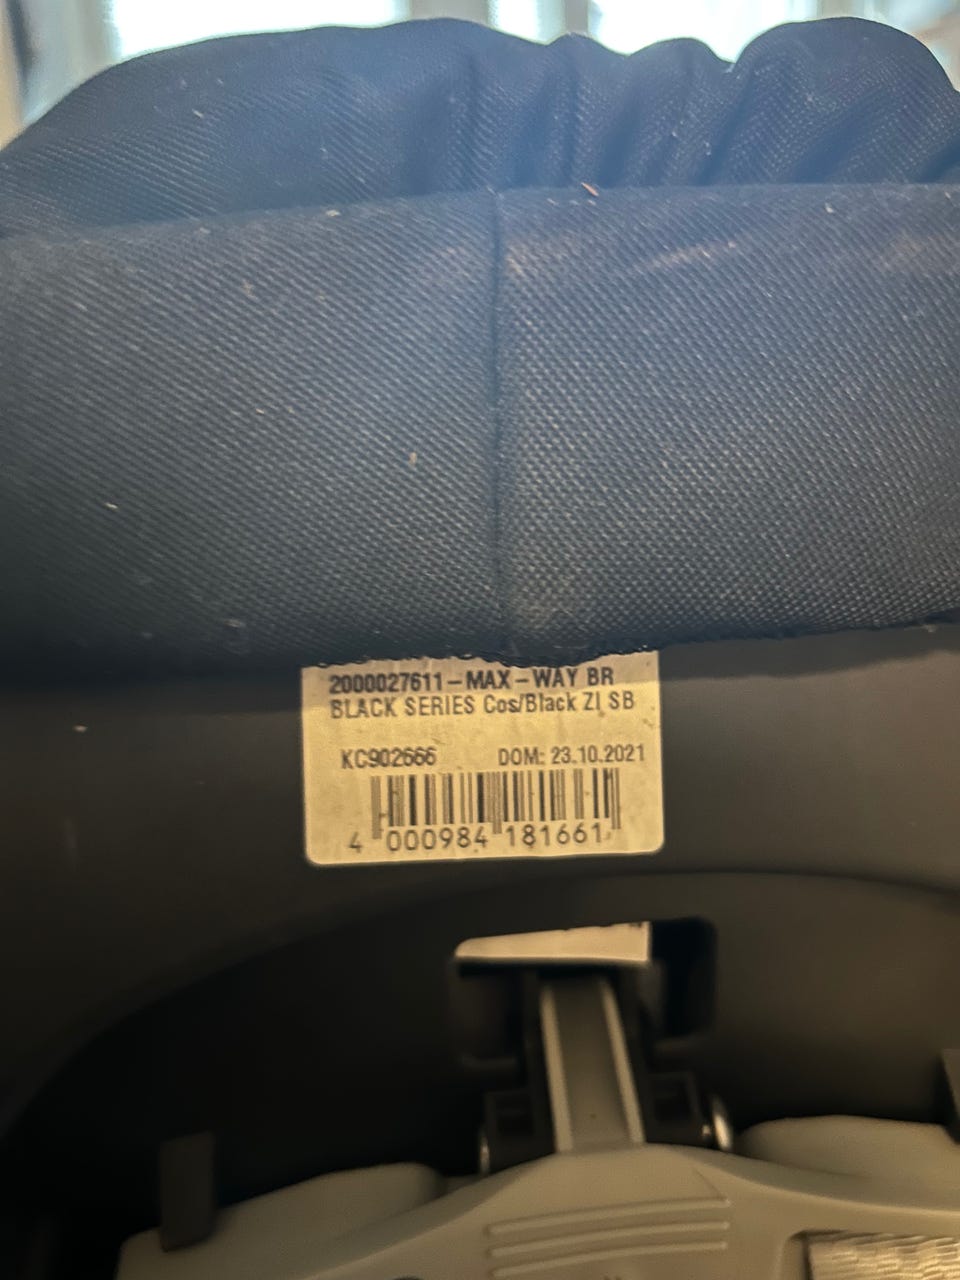 2000027611-MAX-WAY BR
BLACK SERIES Cos/Black ZI SB
KC902666 DOM: 23.10.2021
4 000984 181661